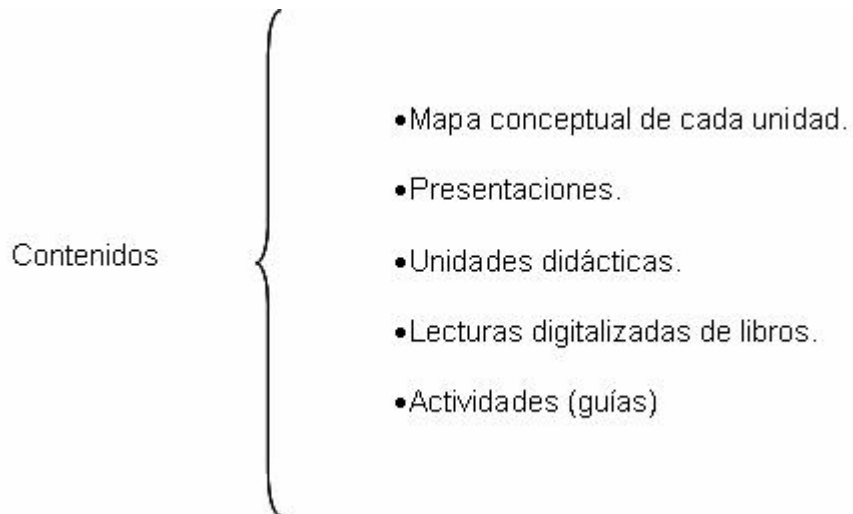 •Mapa conceptual de cada unidad.
•Presentaciones.
Contenidos
•Unidades didácticas.
•Lecturas digitalizadas de libros.
•Actividades (guías)